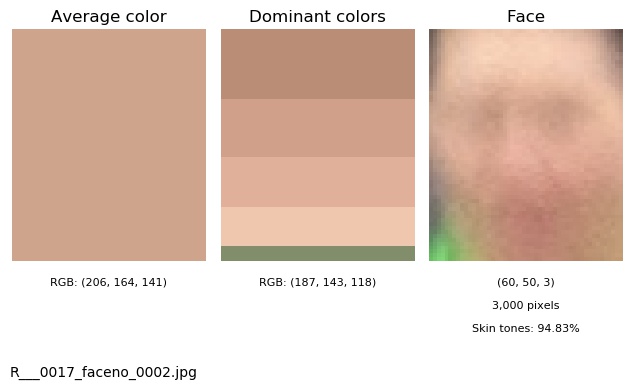 Average color
Dominant colors
Face
RGB: (206, 164, 141)
RGB: (187, 143, 118)
(60, 50, 3)
3,000 pixels
Skin tones: 94.83%
R___0017_faceno_0002.jpg